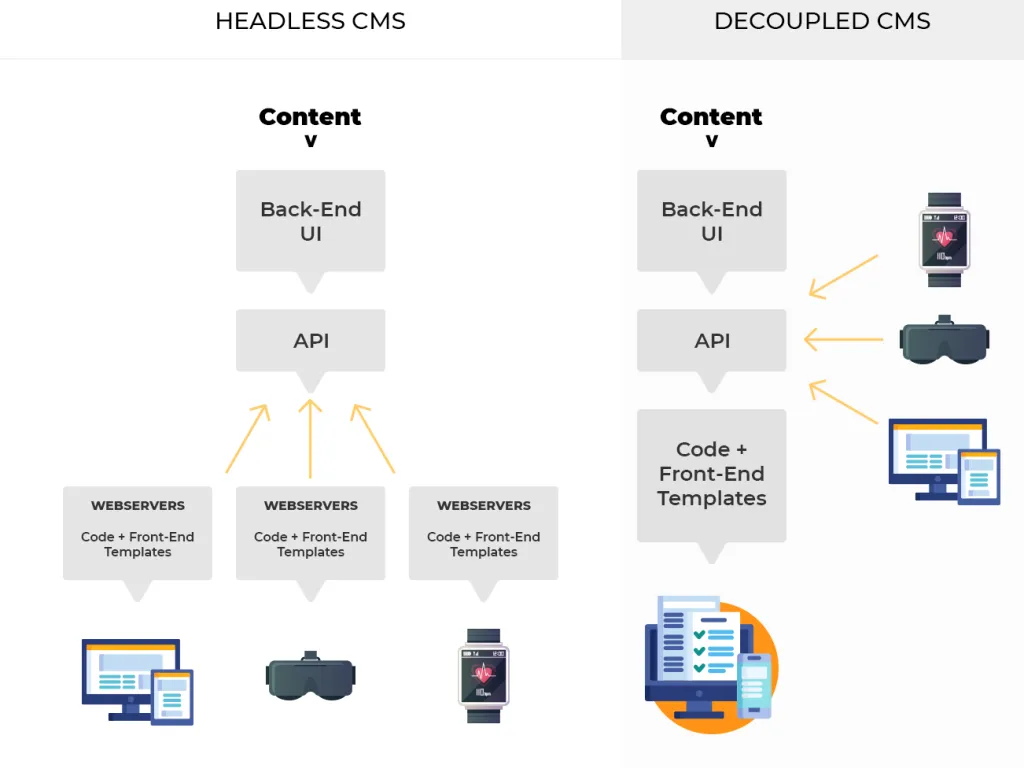 HEADLESS CMS
Content
v
Back-End
UI
API
WEBSERVERS
Code + Front-End
Templates
WEBSERVERS
Code + Front-End
Templates
WEBSERVERS
Code + Front-End
Templates
DECOUPLED CMS
Content
v
Back-End
UI
API
Code +
Front-End
Templates